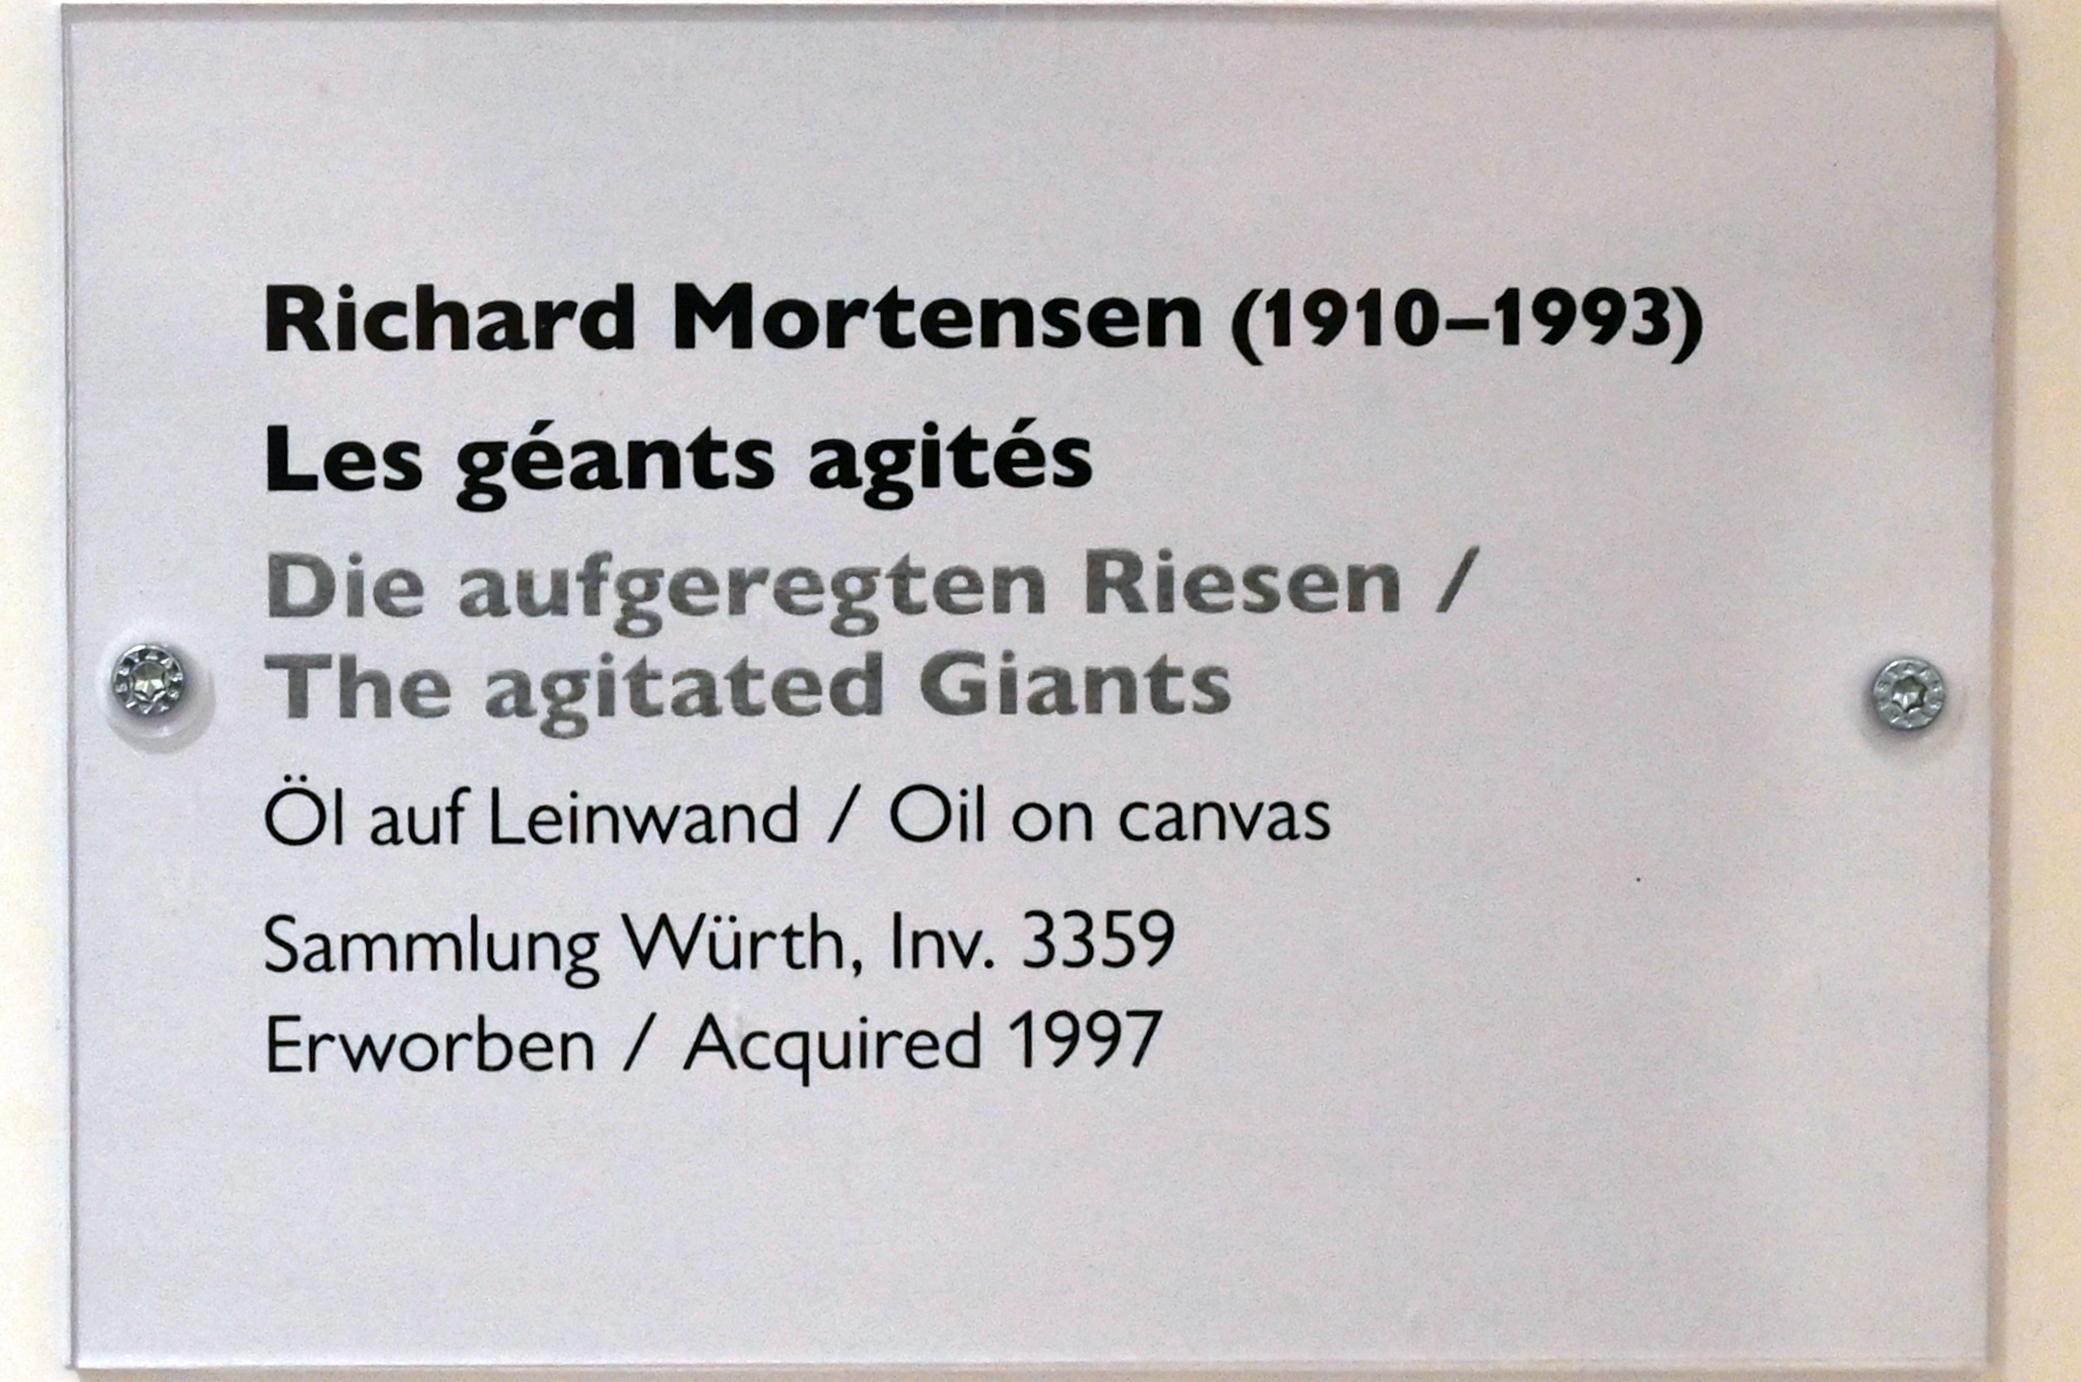 Richard Mortensen (1910–1993)
Les géants agités
Die aufgeregten Riesen /
The agitated Giants
Öl auf Leinwand / Oil on canvas
Sammlung Würth, Inv. 3359
Erworben / Acquired 1997